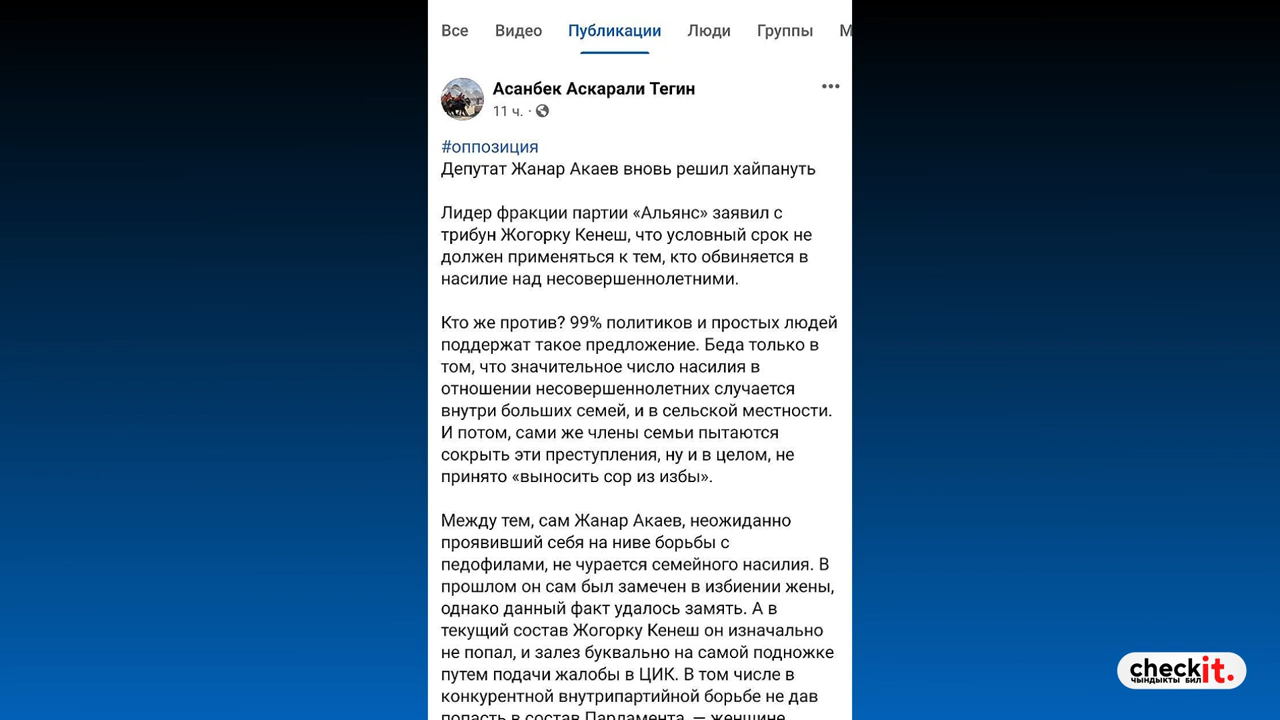 Все Видео Публикации Люди Группы М
Асанбек Аскарали Тегин
11 ч. ·
#оппозиция
Депутат Жанар Акаев вновь решил хайпануть
Лидер фракции партии «Альянс» заявил с
трибун Жогорку Кенеш, что условный срок не
должен применяться к тем, кто обвиняется в
насилие над несовершеннолетними.
Кто же против? 99% политиков и простых людей
поддержат такое предложение. Беда только в
том, что значительное число насилия в
отношении несовершеннолетних случается
внутри больших семей, и в сельской местности.
И потом, сами же члены семьи пытаются
сокрыть эти преступления, ну и в целом, не
принято «выносить сор из избы».
Между тем, сам Жанар Акаев, неожиданно
проявивший себя на ниве борьбы с
педофилами, не чурается семейного насилия. В
прошлом он сам был замечен в избиении жены,
однако данный факт удалось замять. А в
текущий состав Жогорку Кенеш он изначально
не попал, и залез буквально на самой подножке
путем подачи жалобы в ЦИК. В том числе в
конкурентной внутрипартийной борьбе не дав
попасть в состав Парламента, — женщине
checkit.
ЧЫНДЫКТЫ БИЛ